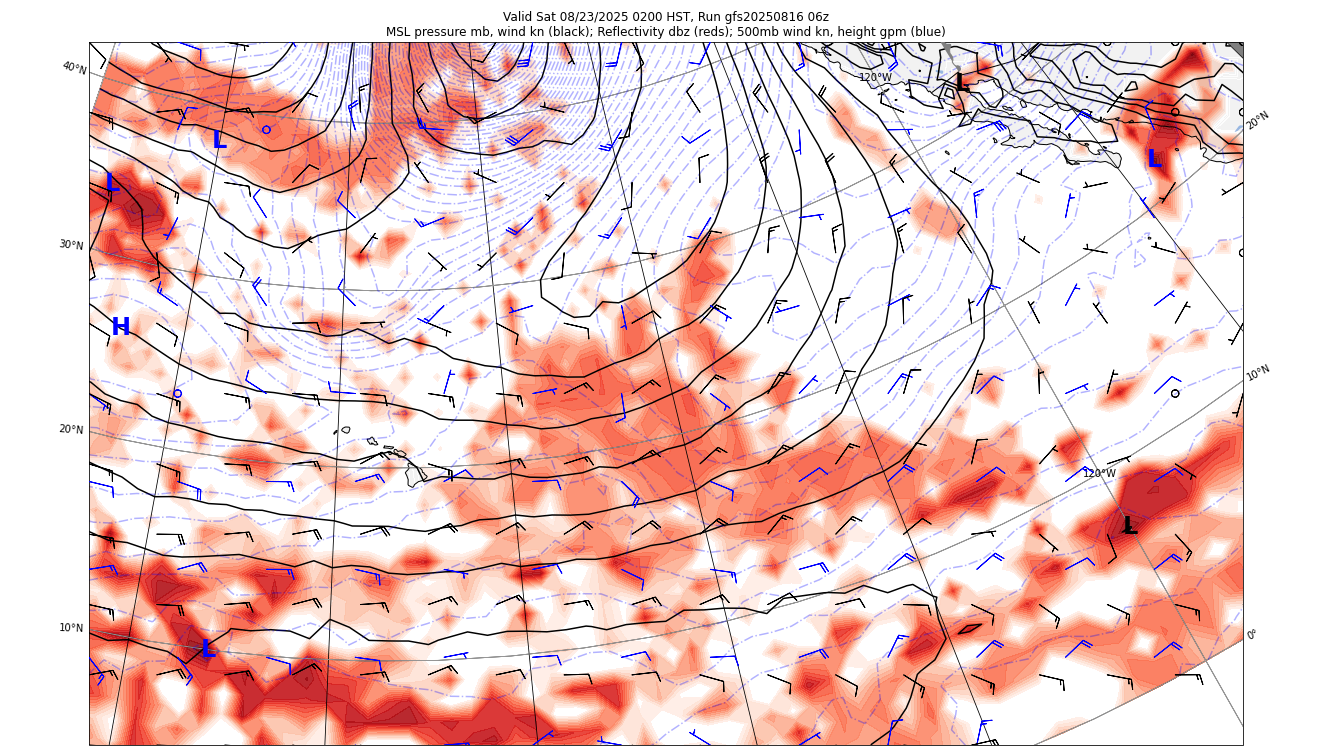 Valid Sat 08/23/2025 0200 HST, Run gfs20250816 06z
MSL pressure mb, wind kn (black); Reflectivity dbz (reds); 500mb wind kn, height gpm (blue)
40°N
120°W
L
20°N
L
L
L
30°N
H
10°N
20°N
120°W
L
10°N
0°
L